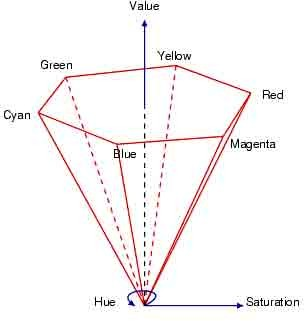 Value
Yellow
Green
Red
Cyan
Magenta
Blue
Hue
Saturation